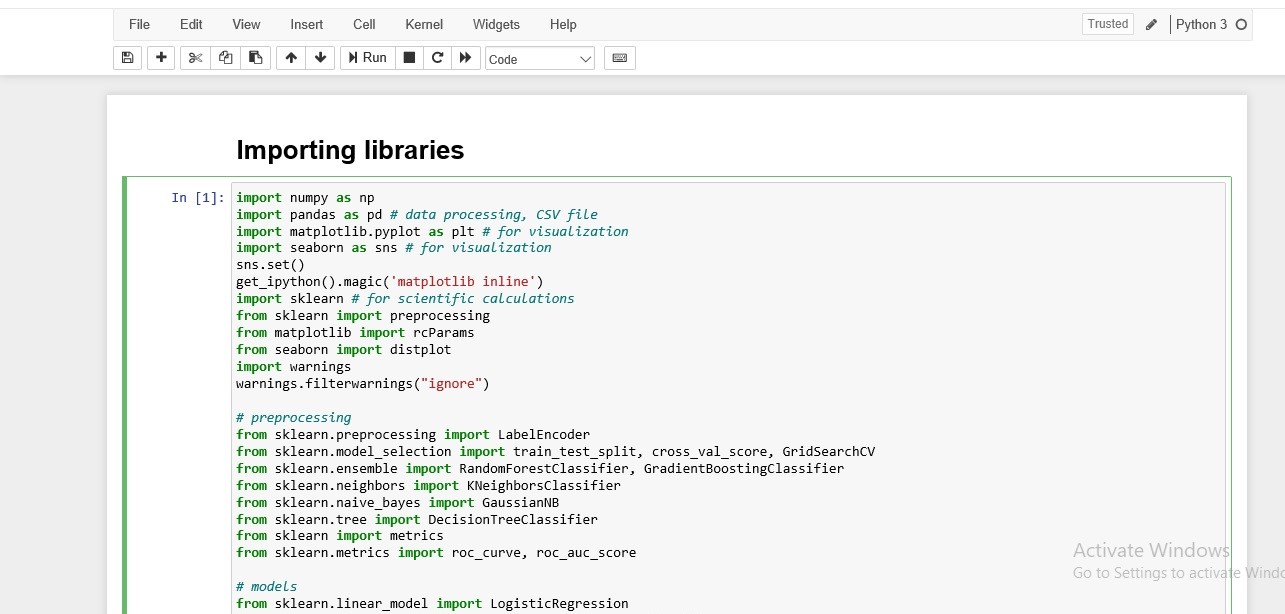 File Edit View Insert Cell Kernel Widgets Help Trusted Python 3
Run Code
Importing libraries
In [1]: import numpy as np
import pandas as pd # data processing, CSV file
import matplotlib.pyplot as plt # for visualization
import seaborn as sns # for visualization
sns.set()
get_ipython().magic('matplotlib inline')
import sklearn # for scientific calculations
from sklearn import preprocessing
from matplotlib import rcParams
from seaborn import distplot
import warnings
warnings.filterwarnings("ignore")
# preprocessing
from sklearn.preprocessing import LabelEncoder
from sklearn.model_selection import train_test_split, cross_val_score, GridSearchCV
from sklearn.ensemble import RandomForestClassifier, GradientBoostingClassifier
from sklearn.neighbors import KNeighborsClassifier
from sklearn.naive_bayes import GaussianNB
from sklearn.tree import DecisionTreeClassifier
from sklearn import metrics
from sklearn.metrics import roc_curve, roc_auc_score
Activate Windows
Go to Settings to activate Windo
# models
from sklearn.linear_model import LogisticRegression